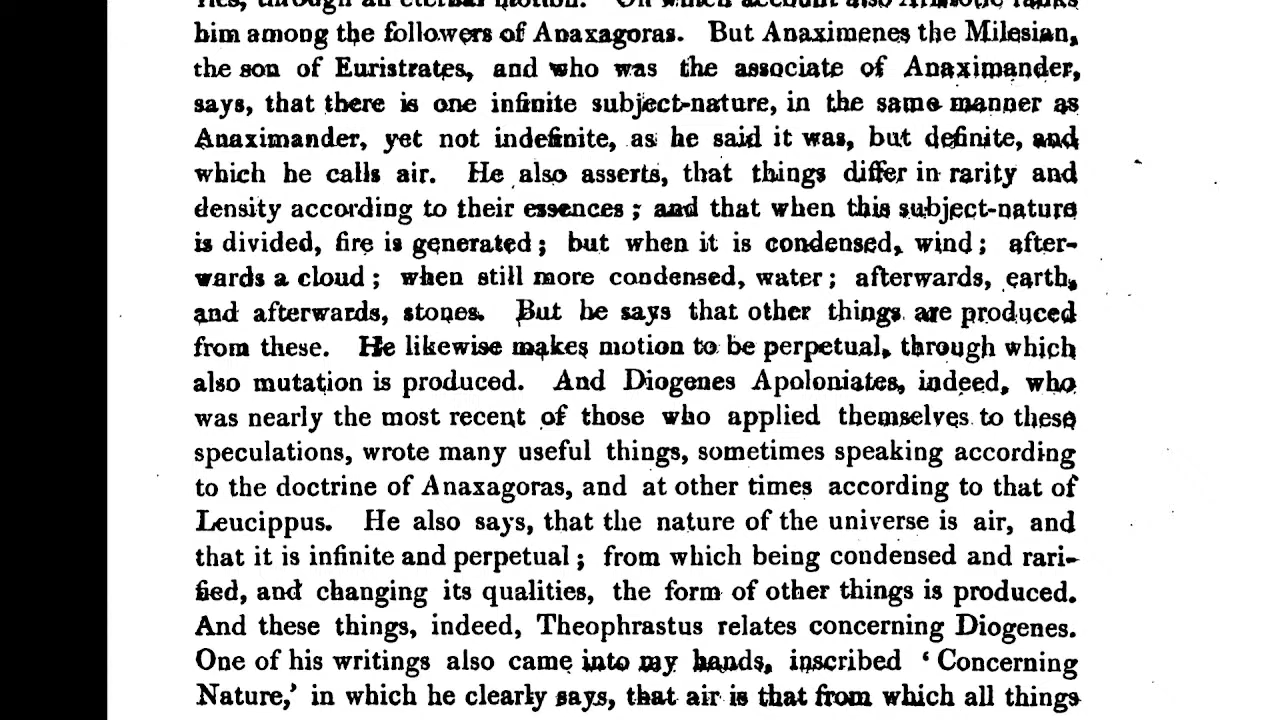 him among the followers of Anaxagoras. But Anaximenes the Milesian,
the son of Euristrates, and who was the associate of Anaximander,
says, that there is one infinite subject-nature, in the same manner as
Anaximander, yet not indefinite, as he said it was, but definite, and
which he calls air. He also asserts, that things differ in rarity and
density according to their essences; and that when this subject-nature
is divided, fire is generated; but when it is condensed, wind; after-
wards a cloud; when still more condensed, water; afterwards, earth,
and afterwards, stones. But he says that other things are produced
from these. He likewise makes motion to be perpetual, through which
also mutation is produced. And Diogenes Apoloniates, indeed, who
was nearly the most recent of those who applied themselves to these
speculations, wrote many useful things, sometimes speaking according
to the doctrine of Anaxagoras, and at other times according to that of
Leucippus. He also says, that the nature of the universe is air, and
that it is infinite and perpetual; from which being condensed and rari-
fied, and changing its qualities, the form of other things is produced.
And these things, indeed, Theophrastus relates concerning Diogenes.
One of his writings also came into my hands, inscribed ‘Concerning
Nature,’ in which he clearly says, that air is that from which all things